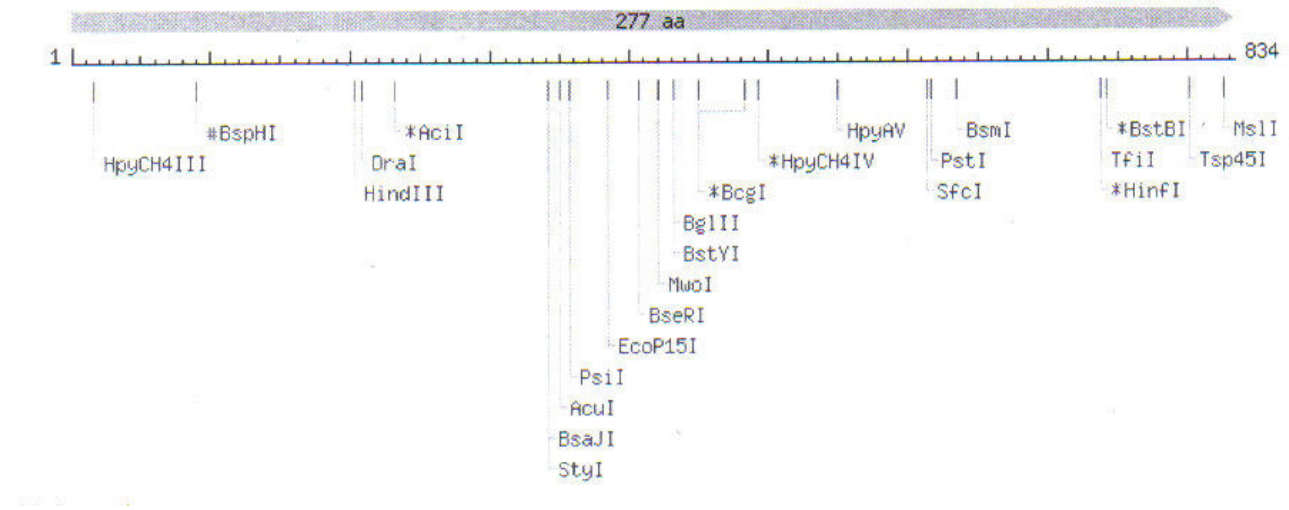 277 aa
1 834
#BspHI *AciI HpyAV BsmI *BstBI MslI
HpyCH4III DraI *HpyCH4IV PstI TfiI Tsp45I
HindIII *BcgI SfcI *HinfI
BglII
BstYI
MwoI
BseRI
EcoP15I
PsiI
AcuI
BsaJI
StyI